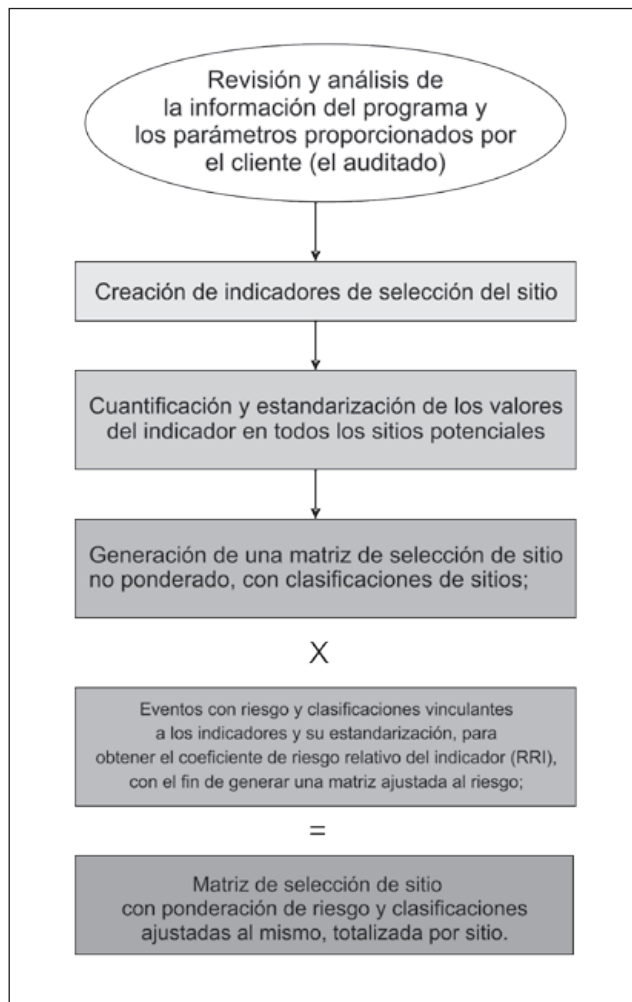 Revisión y análisis de
la información del programa y
los parámetros proporcionados por
el cliente (el auditado)
Creación de indicadores de selección del sitio
Cuantificación y estandarización de los valores
del indicador en todos los sitios potenciales
Generación de una matriz de selección de sitio
no ponderado, con clasificaciones de sitios;
X
Eventos con riesgo y clasificaciones vinculantes
a los indicadores y su estandarización, para
obtener el coeficiente de riesgo relativo del indicador (RRI),
con el fin de generar una matriz ajustada al riesgo;
=
Matriz de selección de sitio
con ponderación de riesgo y clasificaciones
ajustadas al mismo, totalizada por sitio.